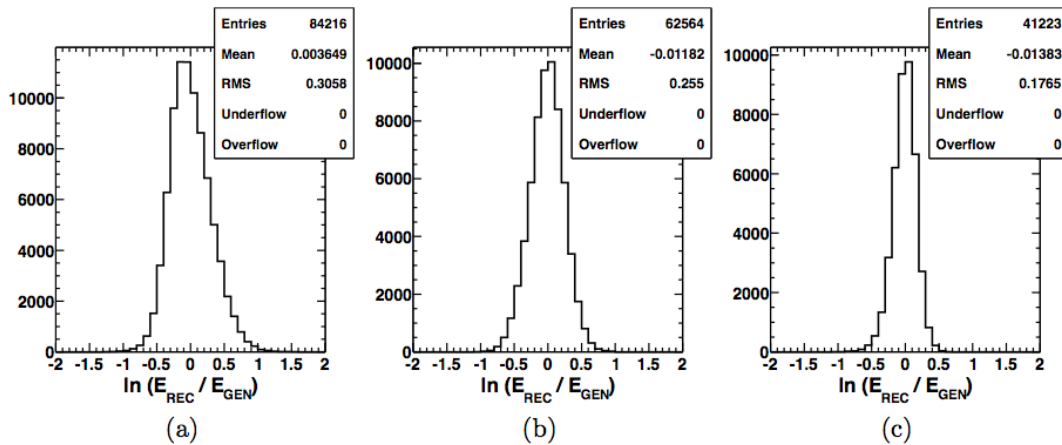 Entries 84216
Mean 0.003649
RMS 0.3058
Underflow 0
Overflow 0
10000
8000
6000
4000
2000
0
-2 -1.5 -1 -0.5 0 0.5 1 1.5 2
ln (E_REC / E_GEN)
(a)
Entries 62564
Mean -0.01182
RMS 0.255
Underflow 0
Overflow 0
10000
8000
6000
4000
2000
0
-2 -1.5 -1 -0.5 0 0.5 1 1.5 2
ln (E_REC / E_GEN)
(b)
Entries 41223
Mean -0.01383
RMS 0.1765
Underflow 0
Overflow 0
10000
8000
6000
4000
2000
0
-2 -1.5 -1 -0.5 0 0.5 1 1.5 2
ln (E_REC / E_GEN)
(c)